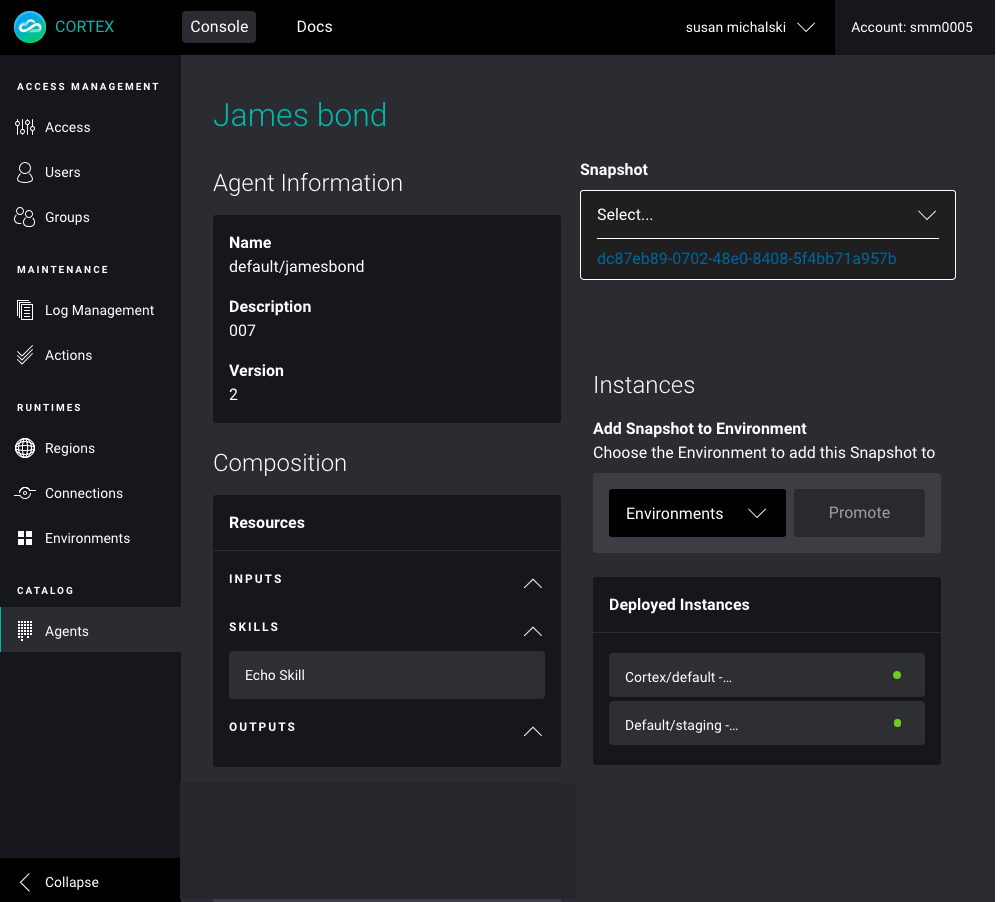 CORTEX
Console
Docs
susan michalski
Account: smm0005
ACCESS MANAGEMENT
Access
Users
Groups
MAINTENANCE
Log Management
Actions
RUNTIMES
Regions
Connections
Environments
CATALOG
Agents
Collapse
James bond
Agent Information
Name
default/jamesbond
Description
007
Version
2
Composition
Resources
INPUTS
SKILLS
Echo Skill
OUTPUTS
Snapshot
Select...
dc87eb89-0702-48e0-8408-5f4bb71a957b
Instances
Add Snapshot to Environment
Choose the Environment to add this Snapshot to
Environments
Promote
Deployed Instances
Cortex/default -...
Default/staging -...